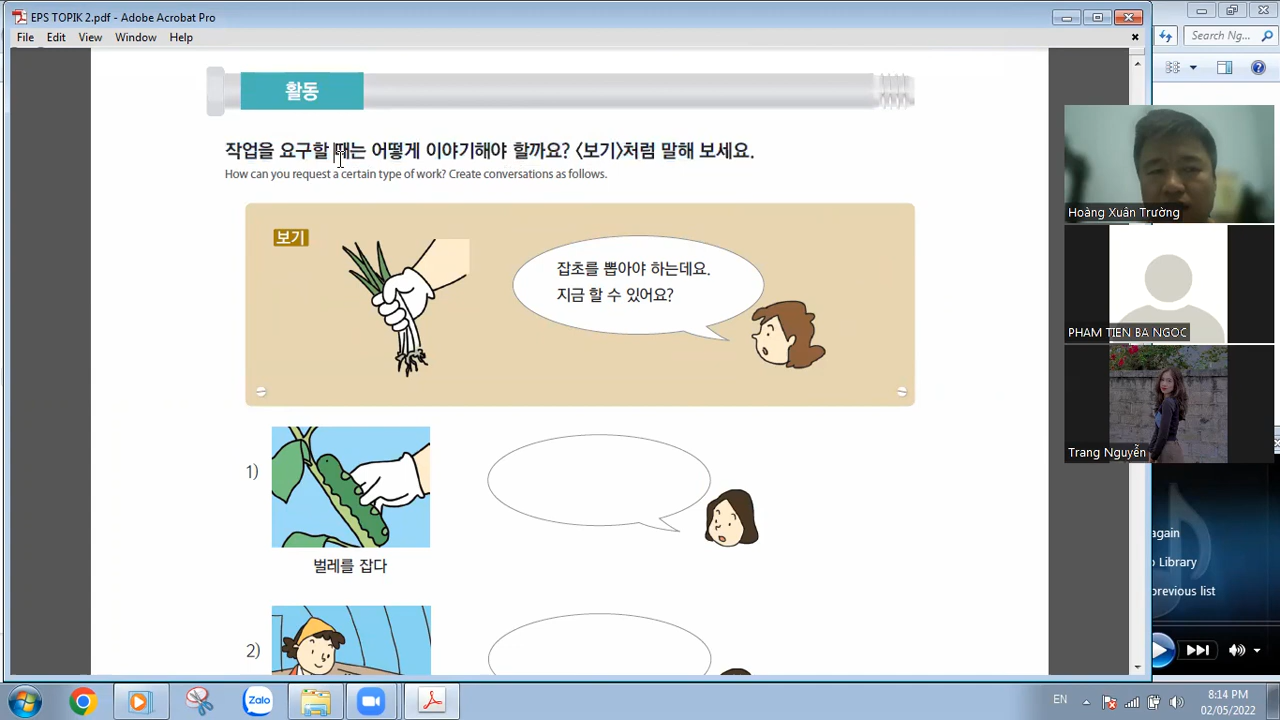 EPS TOPIK 2.pdf - Adobe Acrobat Pro
File Edit View Window Help
활동
작업을 요구할 때는 어떻게 이야기해야 할까요? 〈보기〉처럼 말해 보세요.
How can you request a certain type of work? Create conversations as follows.
보기
잡초를 뽑아야 하는데요.
지금 할 수 있어요?
1)
벌레를 잡다
2)
Search
Hoàng Xuân Trường
PHAM TIEN BA NGOC
Trang Nguyễn
again
Library
previous list
Zalo
EN
8:14 PM
02/05/2022